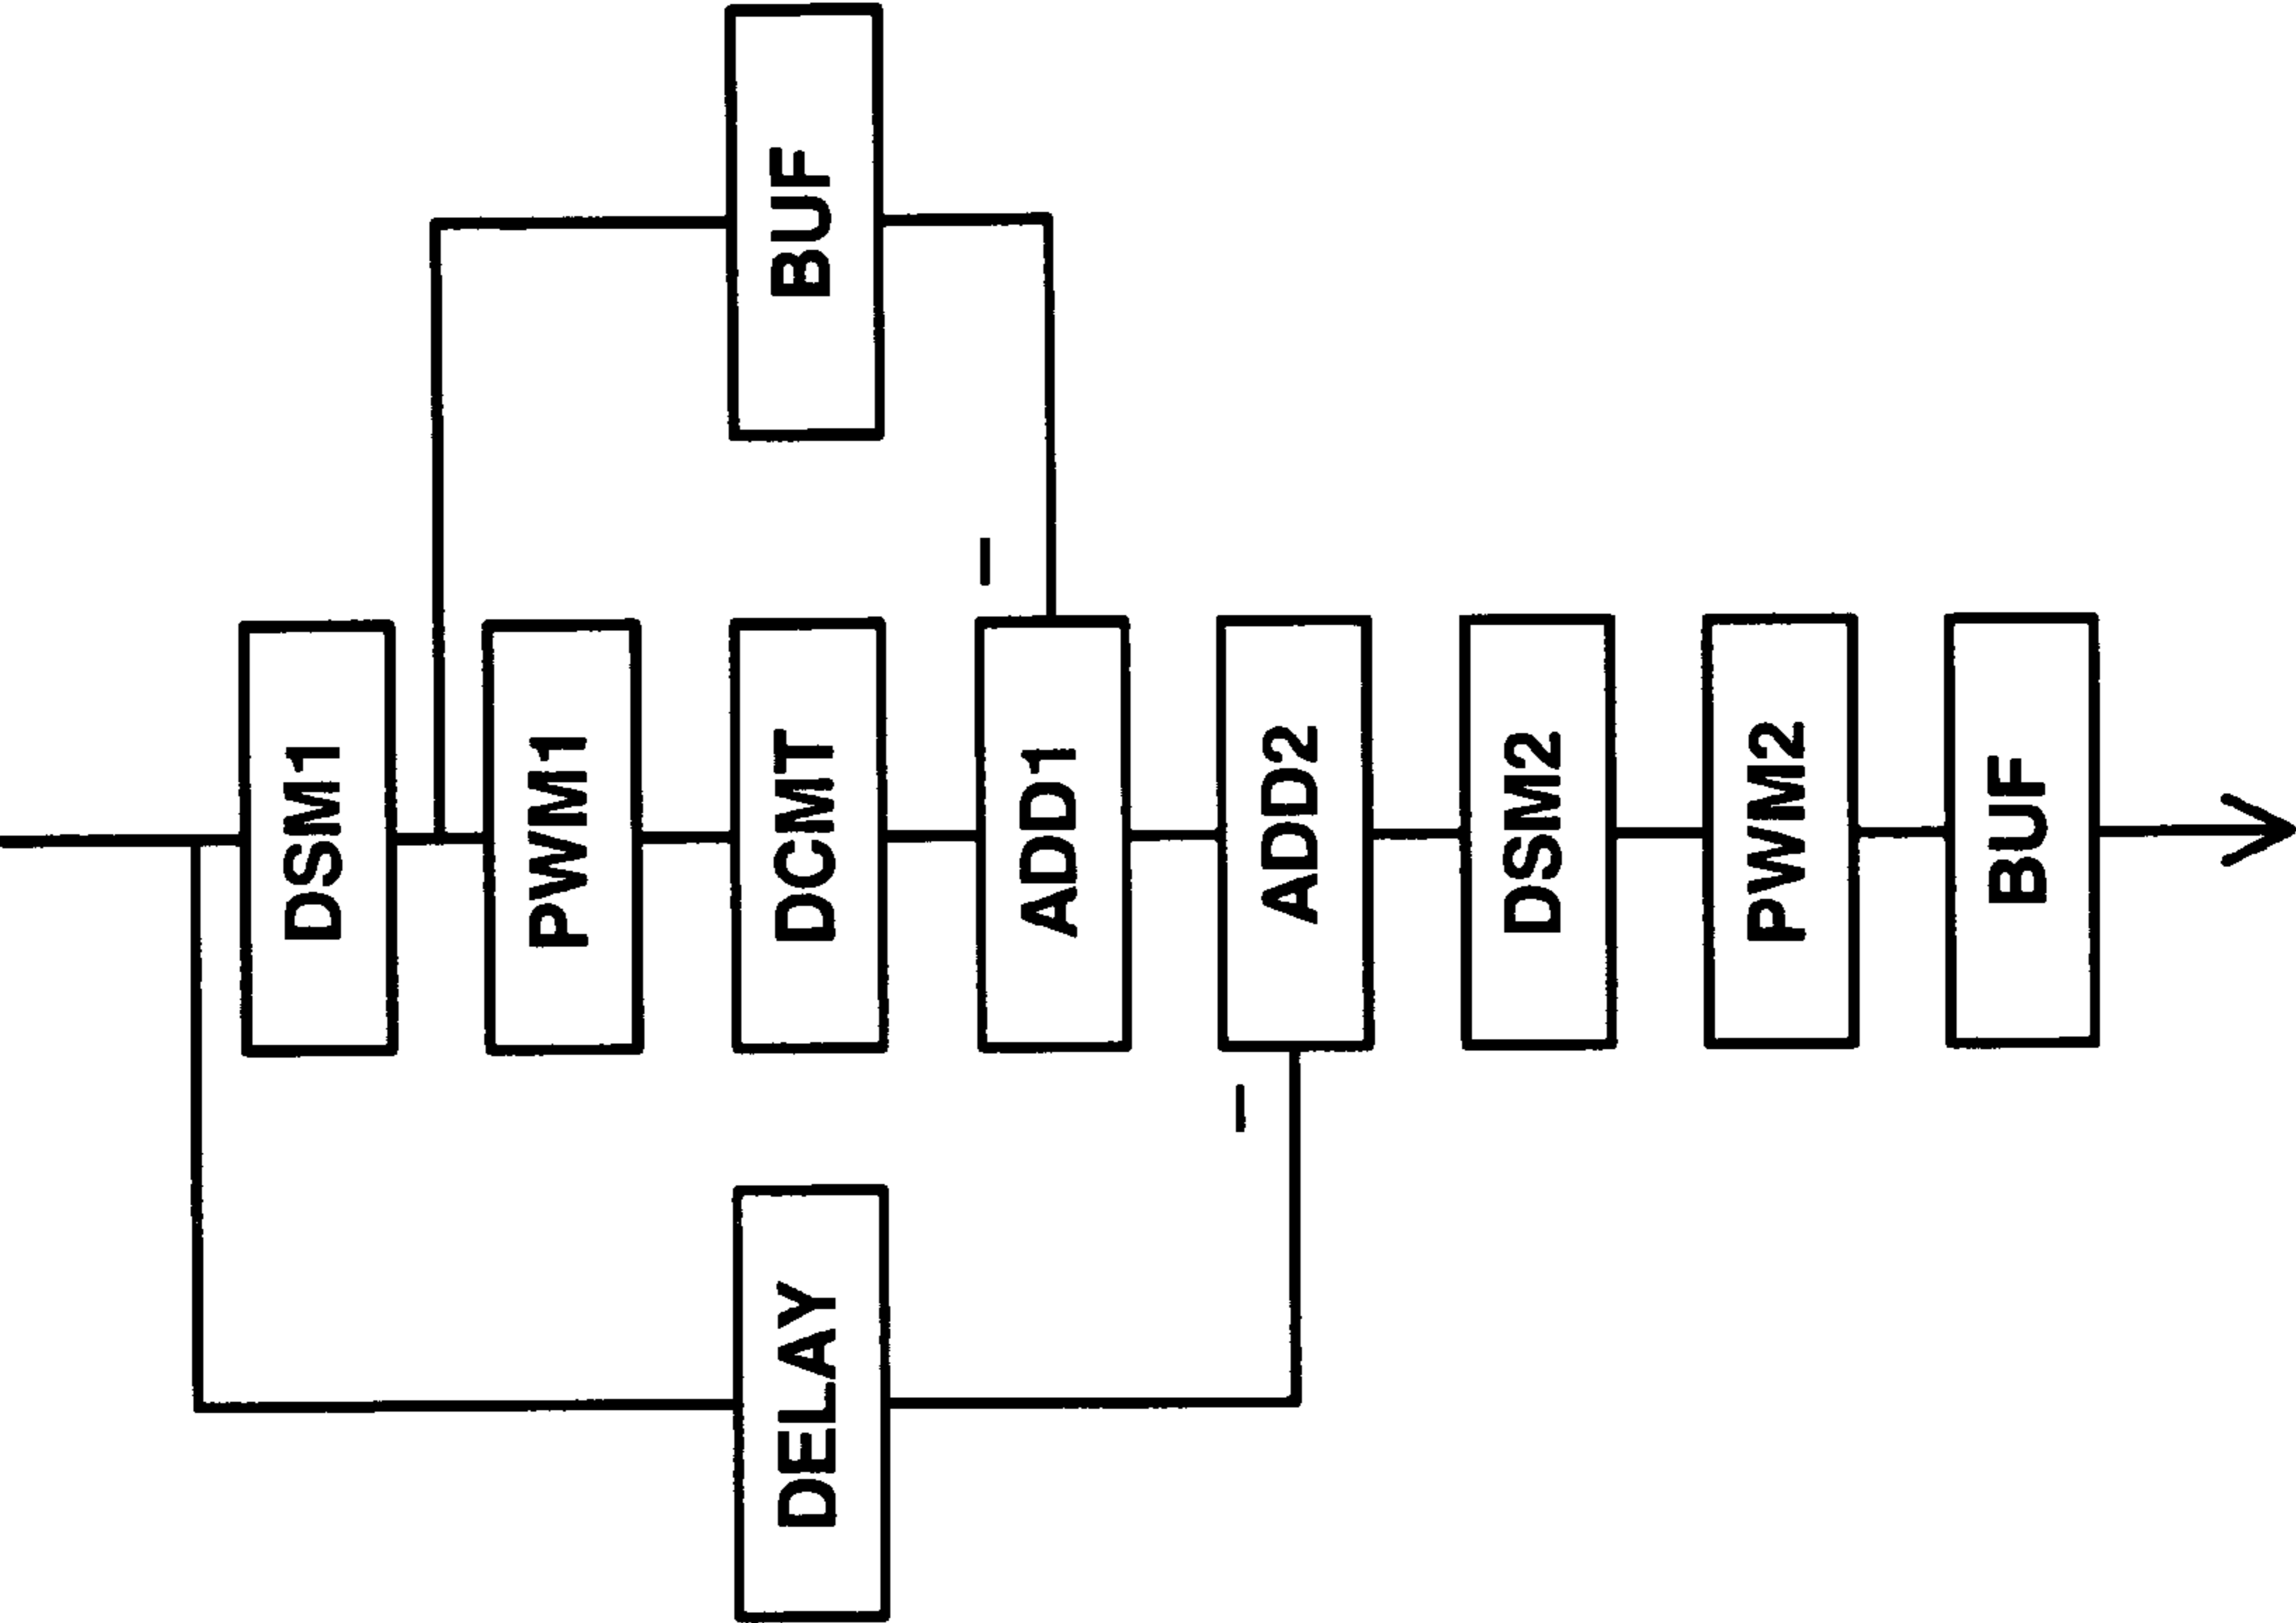 BUF
DSM1
PWM1
DCMT
ADD1
ADD2
DSM2
PWM2
BUF
DELAY